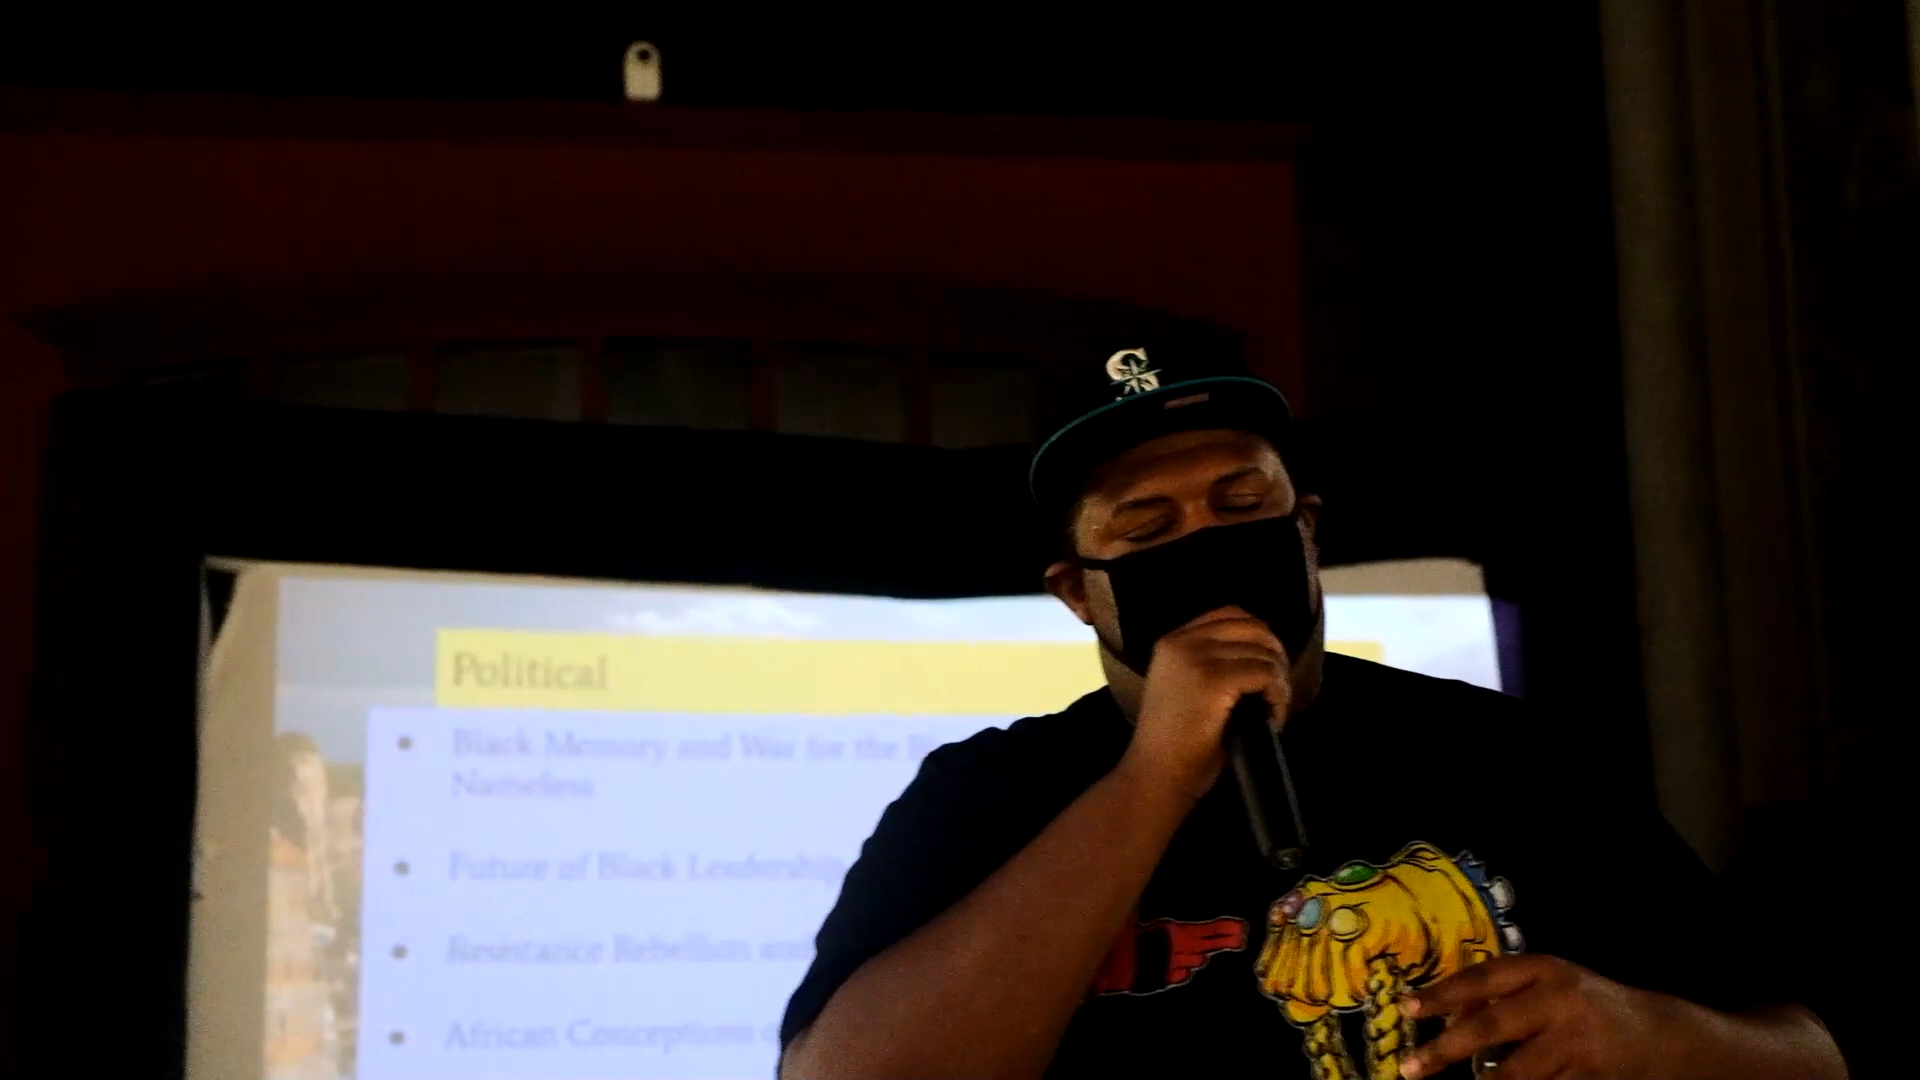 S
Political
Black Memory and War for the
Nameless
Future of Black Leadership
Resistance Rebellion and
African Conceptions